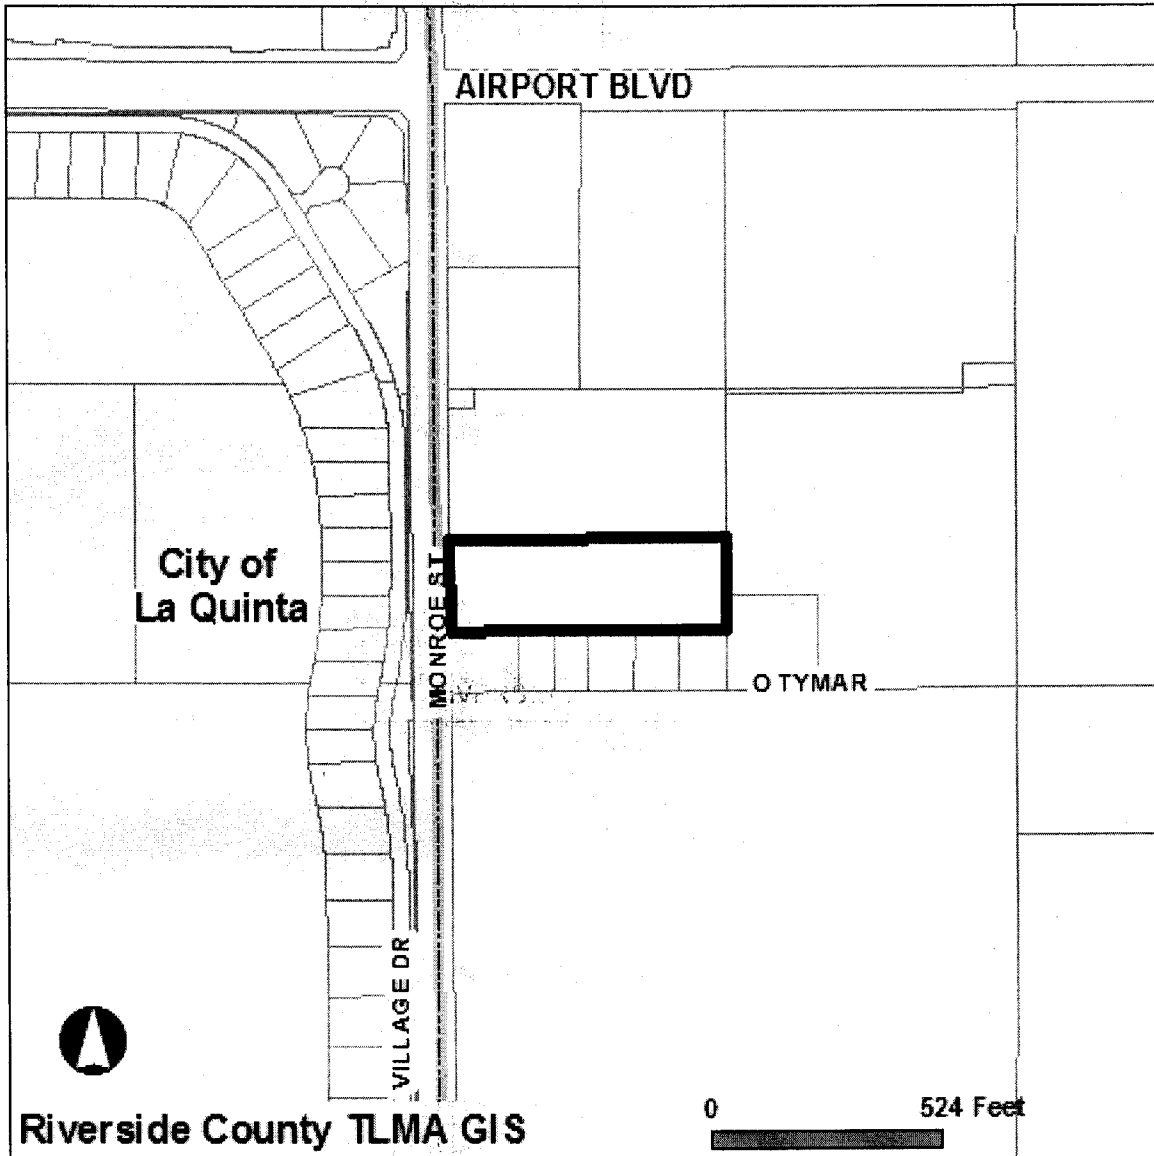 AIRPORT BLVD
City of
La Quinta
MONROE ST
O TYMAR
VILLAGE DR
Riverside County TLMA GIS
0 524 Feet